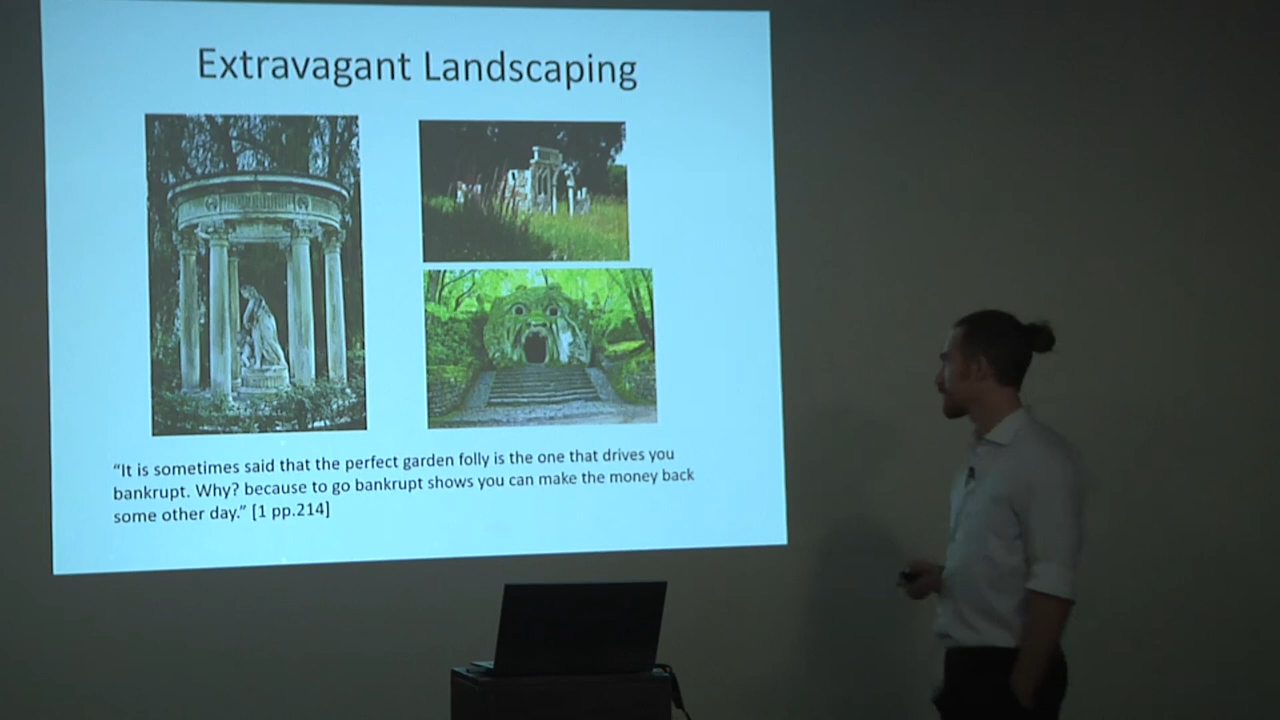 Extravagant Landscaping
“It is sometimes said that the perfect garden folly is the one that drives you
bankrupt. Why? because to go bankrupt shows you can make the money back
some other day.” [1 pp.214]